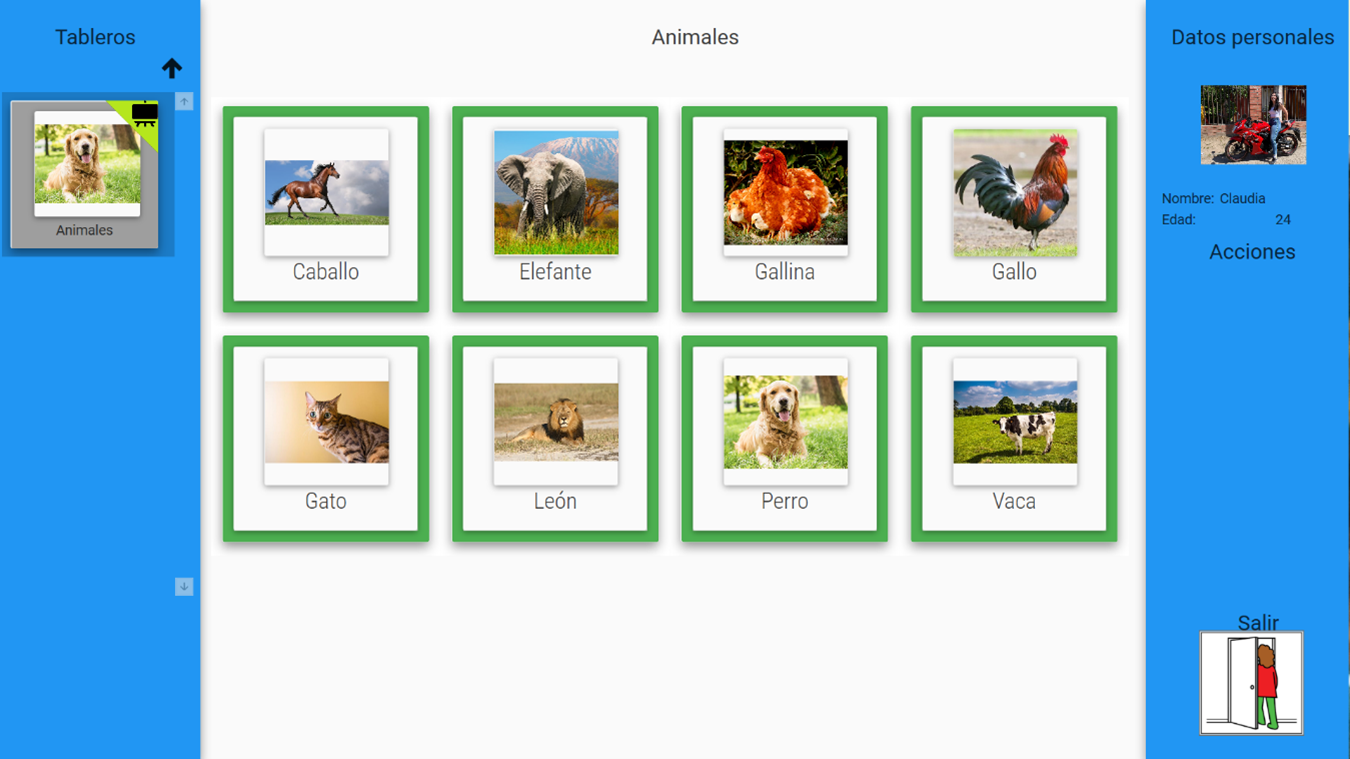 Tableros
Animales
Animales
Caballo
Elefante
Gallina
Gallo
Gato
León
Perro
Vaca
Datos personales
Nombre: Claudia
Edad: 24
Acciones
Salir